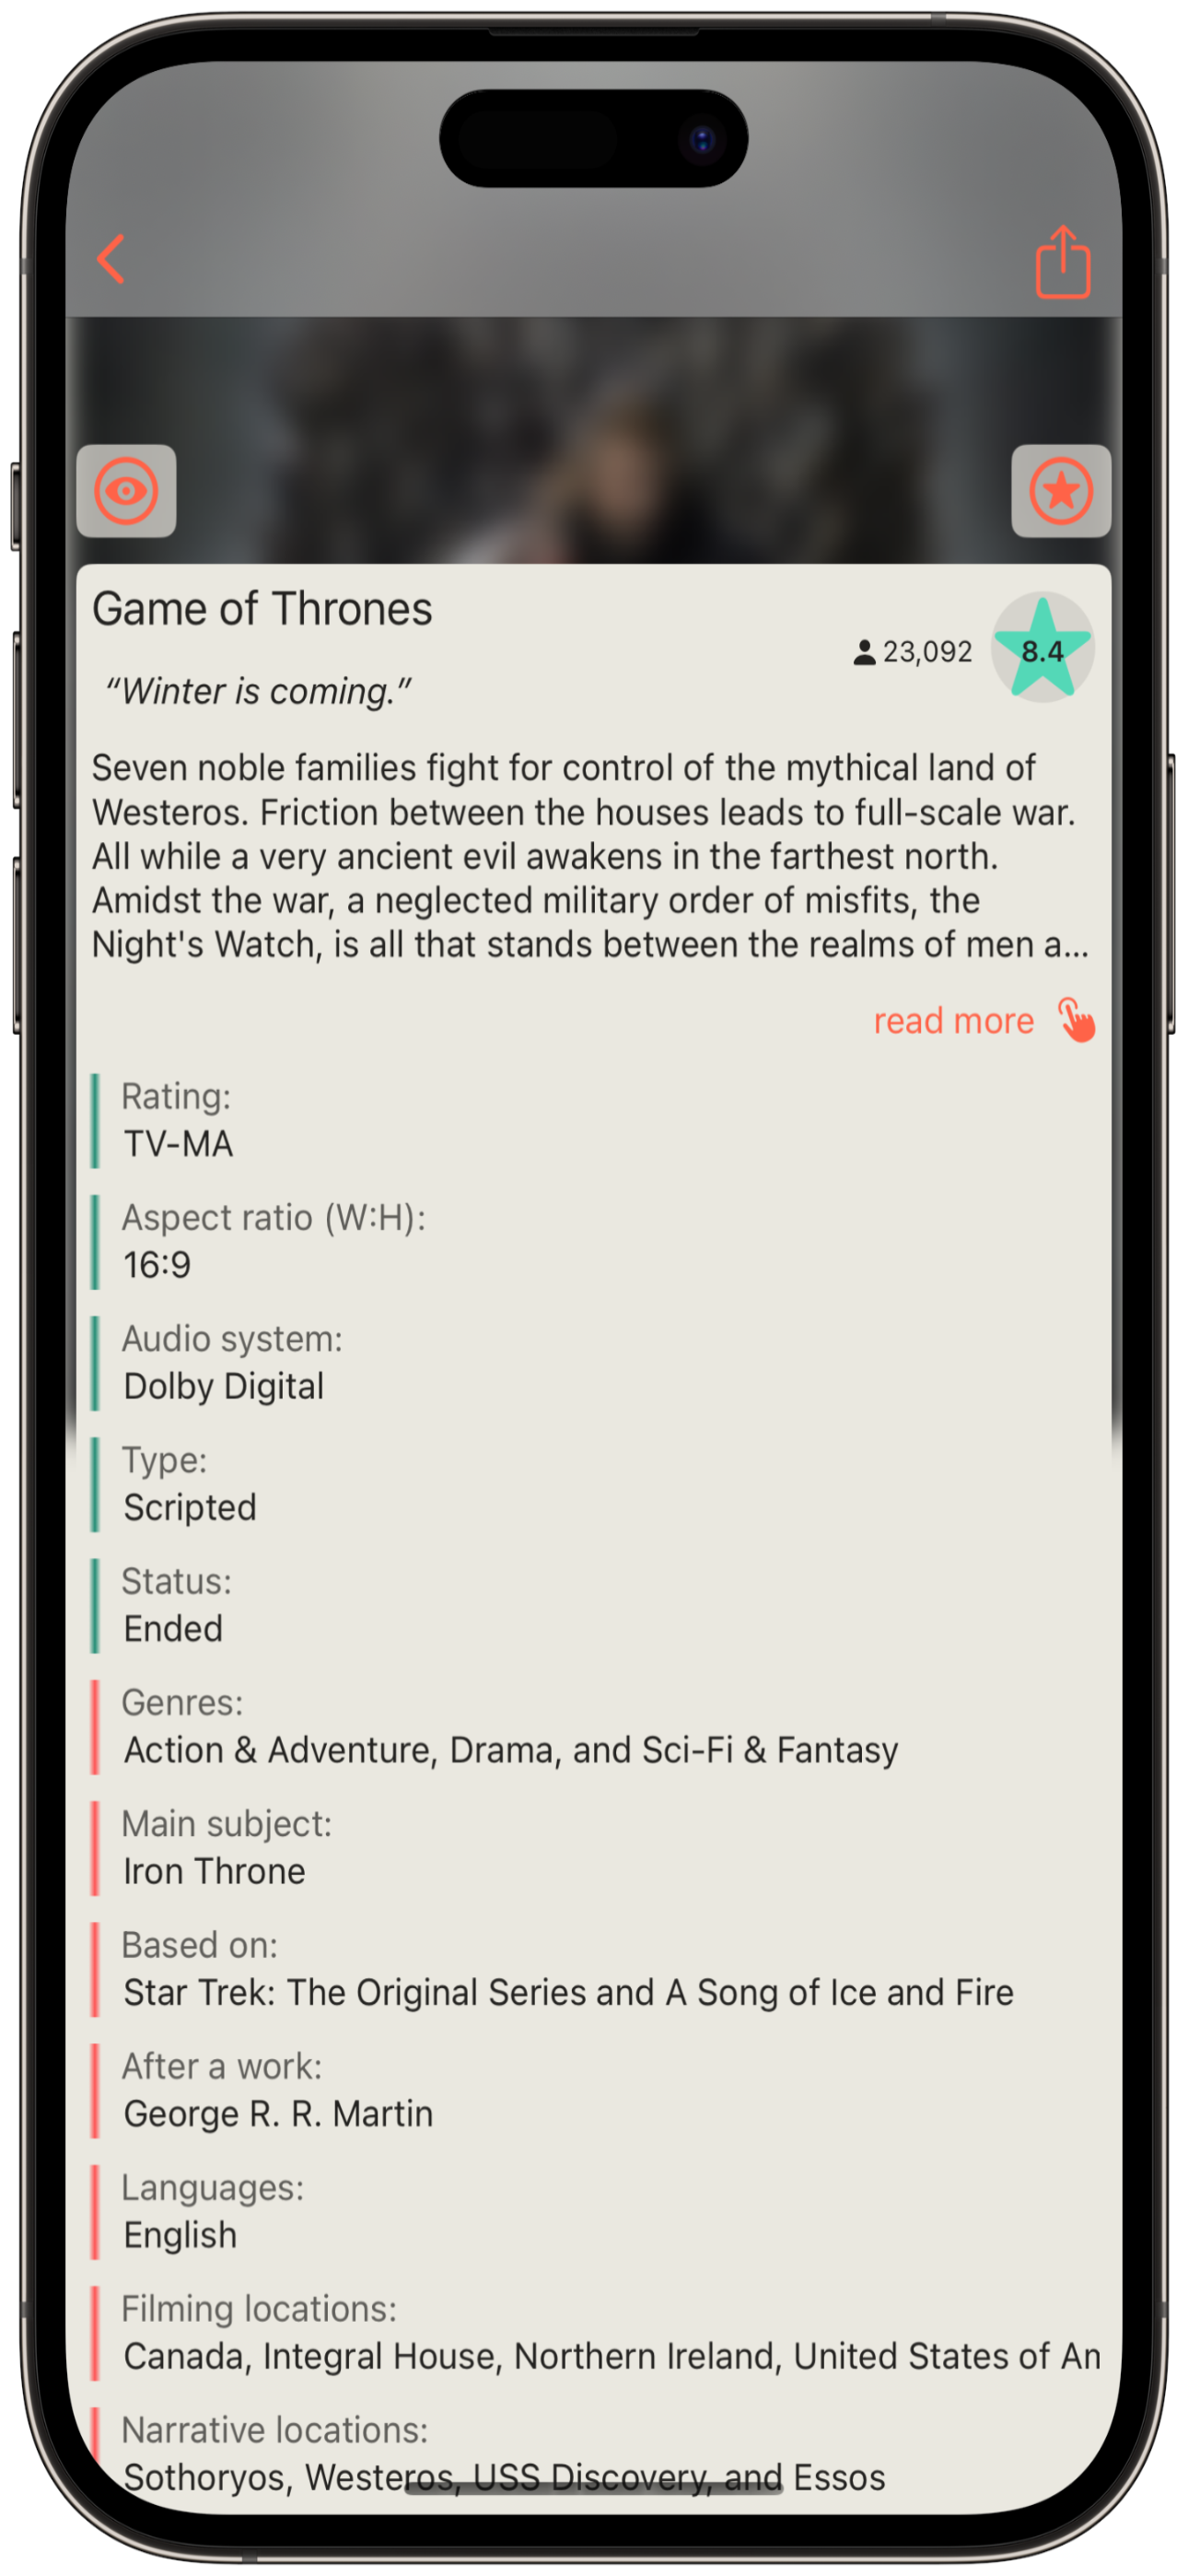 Game of Thrones
23,092
8.4
“Winter is coming.”
Seven noble families fight for control of the mythical land of
Westeros. Friction between the houses leads to full-scale war.
All while a very ancient evil awakens in the farthest north.
Amidst the war, a neglected military order of misfits, the
Night's Watch, is all that stands between the realms of men a...
read more
Rating:
TV-MA
Aspect ratio (W:H):
16:9
Audio system:
Dolby Digital
Type:
Scripted
Status:
Ended
Genres:
Action & Adventure, Drama, and Sci-Fi & Fantasy
Main subject:
Iron Throne
Based on:
Star Trek: The Original Series and A Song of Ice and Fire
After a work:
George R. R. Martin
Languages:
English
Filming locations:
Canada, Integral House, Northern Ireland, United States of An
Narrative locations:
Sothoryos, Westeros, USS Discovery, and Essos